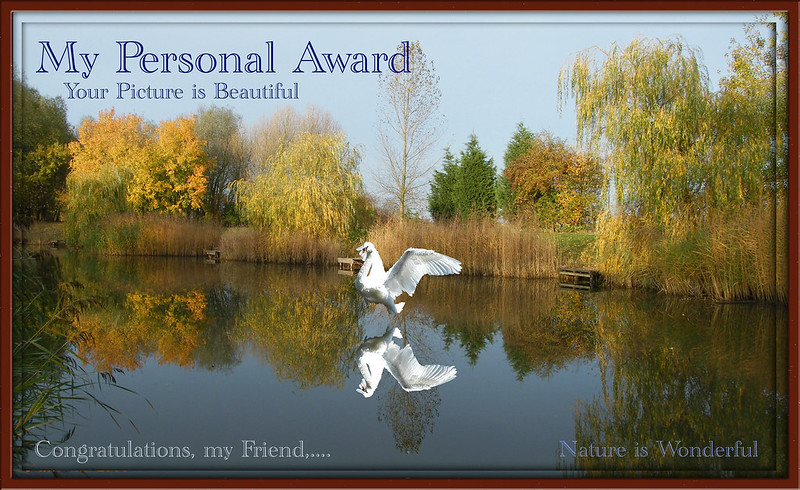 My Personal Award
Your Picture is Beautiful
Congratulations, my Friend,....
Nature is Wonderful